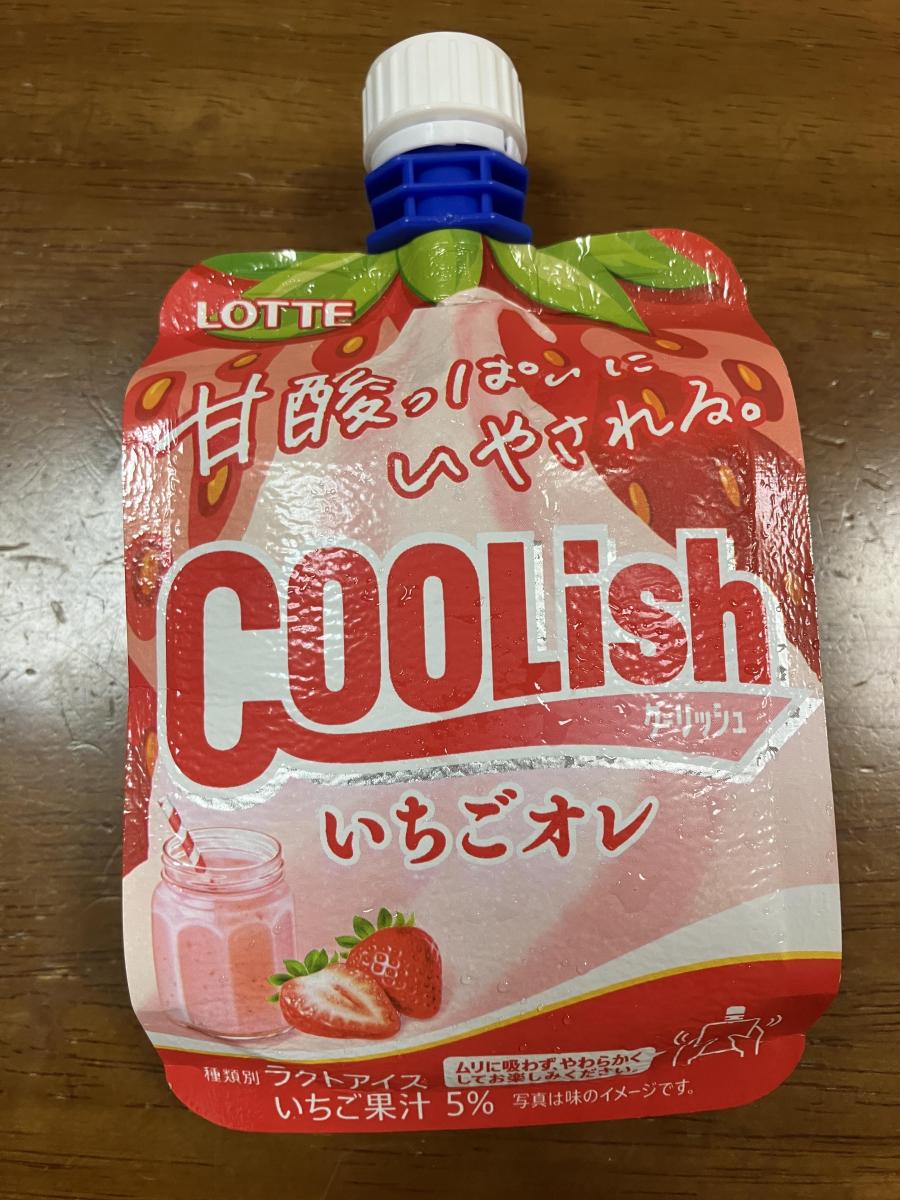 LOTTE
甘酸っぱいに
いやされる。
COOLish
クーリッシュ
いちごオレ
種類別 ラクトアイス
いちご果汁 5%
ムリに吸わず、やわらかく
してお楽しみください。
写真は味のイメージです。